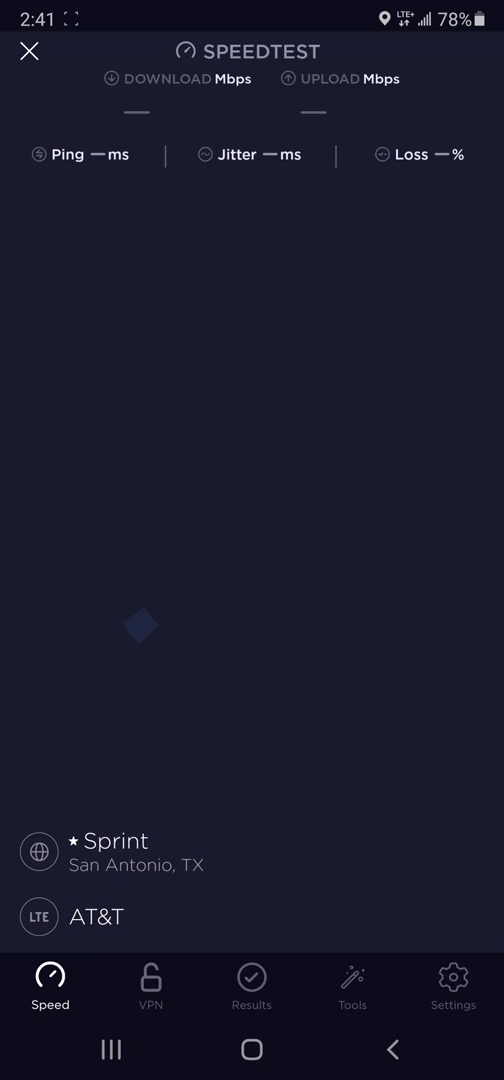 2:41 LTE+ 78%
SPEEDTEST
DOWNLOAD Mbps UPLOAD Mbps
— —
Ping — ms Jitter — ms Loss — %
Sprint
San Antonio, TX
LTE AT&T
Speed VPN Results Tools Settings